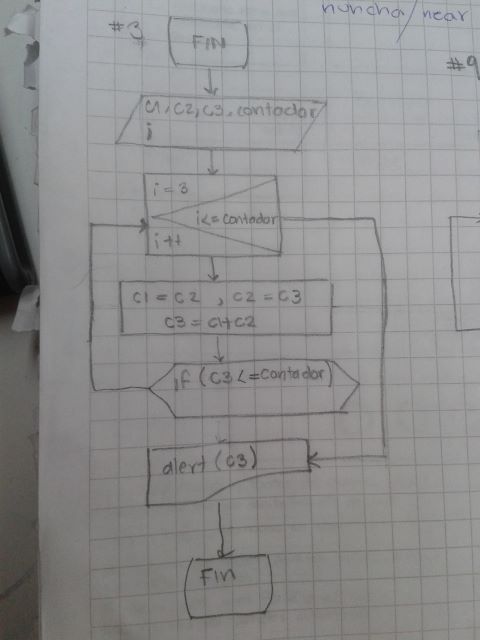 nuncha/near
#3
FIN
#9
c1, c2, c3, contador
i
i = 3
i<=contador
i++
c1 = c2 , c2 = c3
c3 = c1+c2
if (c3 <= contador)
alert (c3)
Fin